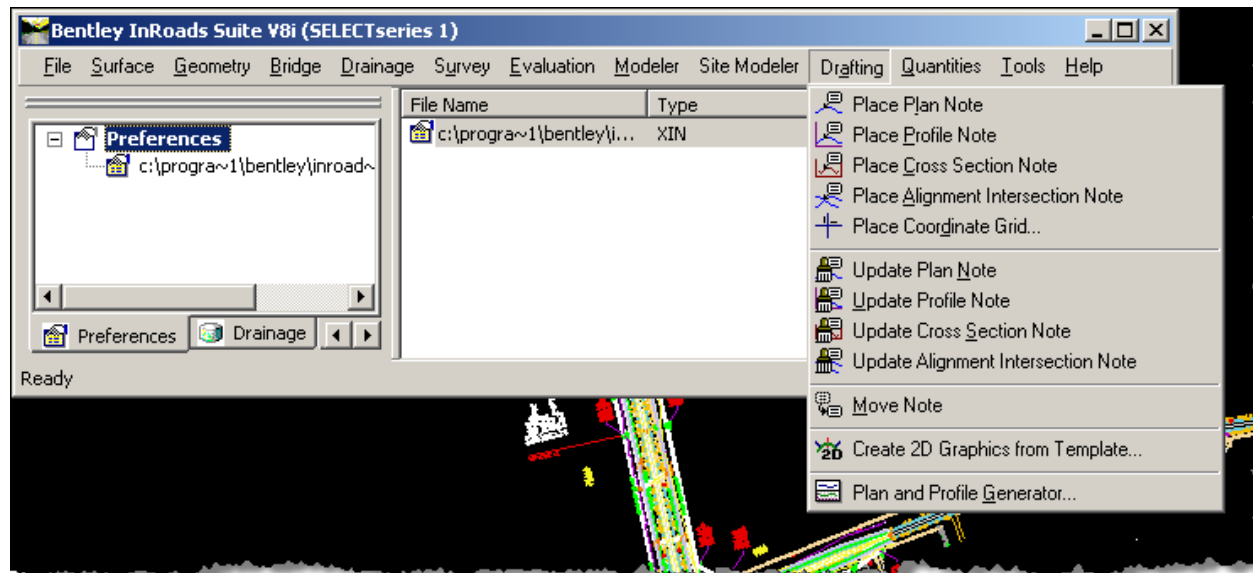 Bentley InRoads Suite V8i (SELECTseries 1)
File Surface Geometry Bridge Drainage Survey Evaluation Modeler Site Modeler Drafting Quantities Tools Help
File Name Type
Preferences
c:\progra~1\bentley\i... XIN
c:\progra~1\bentley\inroad~
Preferences Drainage
Ready
Place Plan Note
Place Profile Note
Place Cross Section Note
Place Alignment Intersection Note
Place Coordinate Grid...
Update Plan Note
Update Profile Note
Update Cross Section Note
Update Alignment Intersection Note
Move Note
2D Create 2D Graphics from Template...
Plan and Profile Generator...